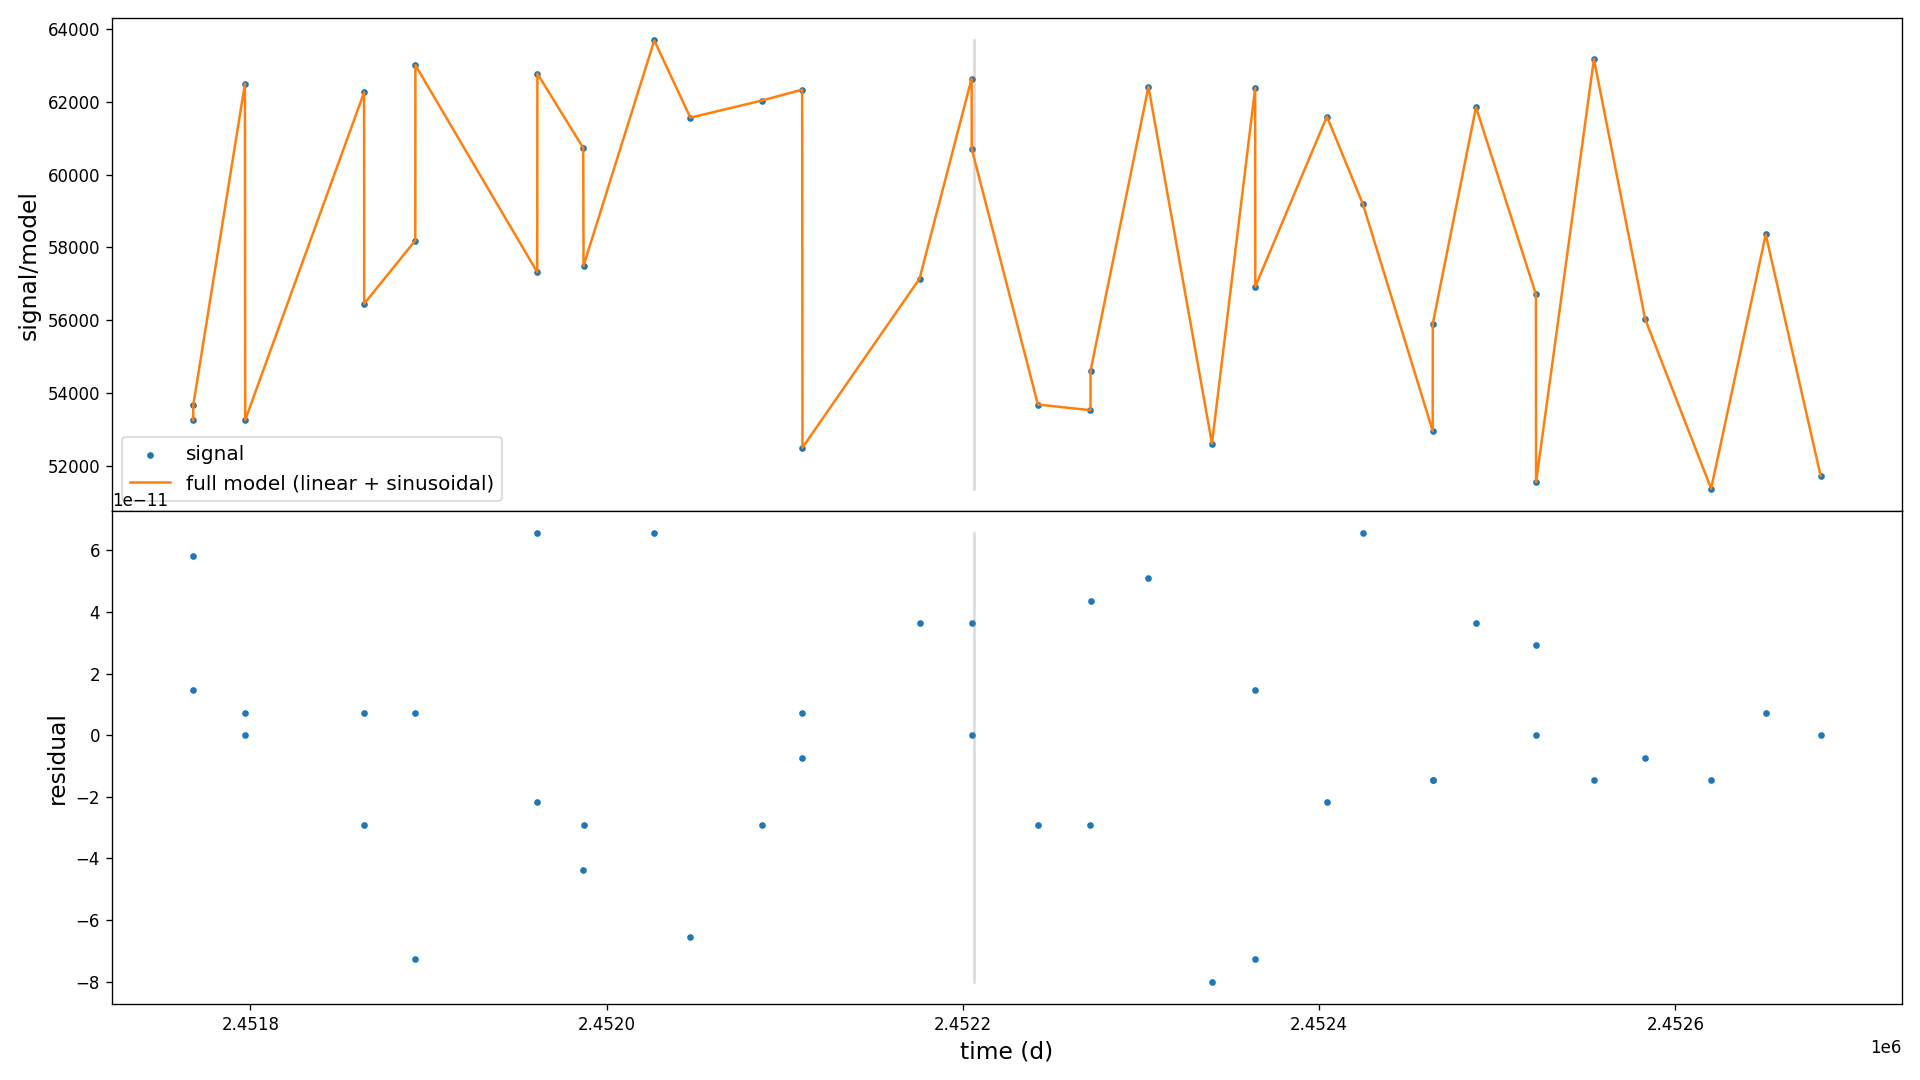 64000
62000
60000
58000
56000
54000
52000
signal/model
signal
full model (linear + sinusoidal)
1e−11
6
4
2
0
−2
−4
−6
−8
residual
2.4518
2.4520
2.4522
2.4524
2.4526
time (d)
1e6